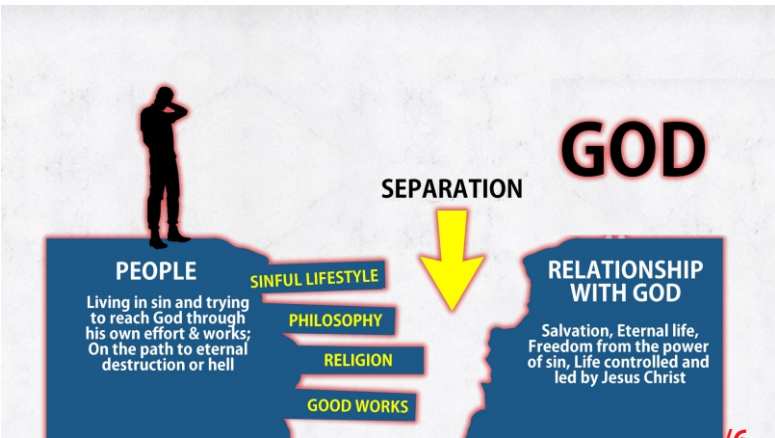 GOD
SEPARATION
PEOPLE
Living in sin and trying
to reach God through
his own effort & works;
On the path to eternal
destruction or hell
SINFUL LIFESTYLE
PHILOSOPHY
RELIGION
GOOD WORKS
RELATIONSHIP
WITH GOD
Salvation, Eternal life,
Freedom from the power
of sin, Life controlled and
led by Jesus Christ